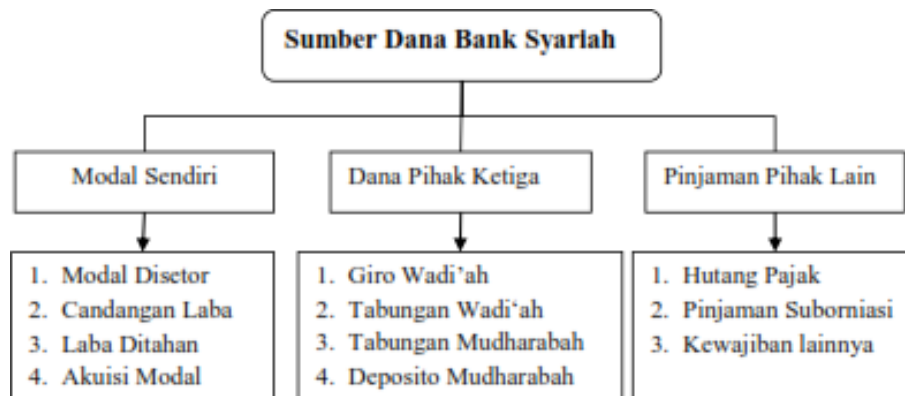 Sumber Dana Bank Syariah
Modal Sendiri
Dana Pihak Ketiga
Pinjaman Pihak Lain
1. Modal Disetor
2. Candangan Laba
3. Laba Ditahan
4. Akuisi Modal
1. Giro Wadi’ah
2. Tabungan Wadi‘ah
3. Tabungan Mudharabah
4. Deposito Mudharabah
1. Hutang Pajak
2. Pinjaman Suborniasi
3. Kewajiban lainnya